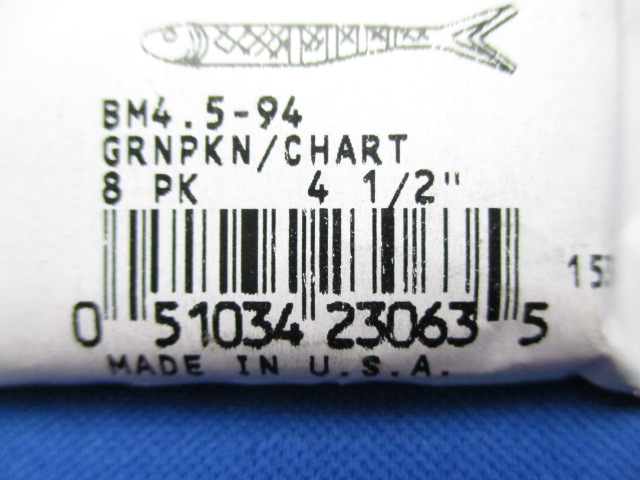 BM4.5-94
GRNPKN/CHART
8 PK 4 1/2"
0 51034 23063 5
MADE IN U.S.A.